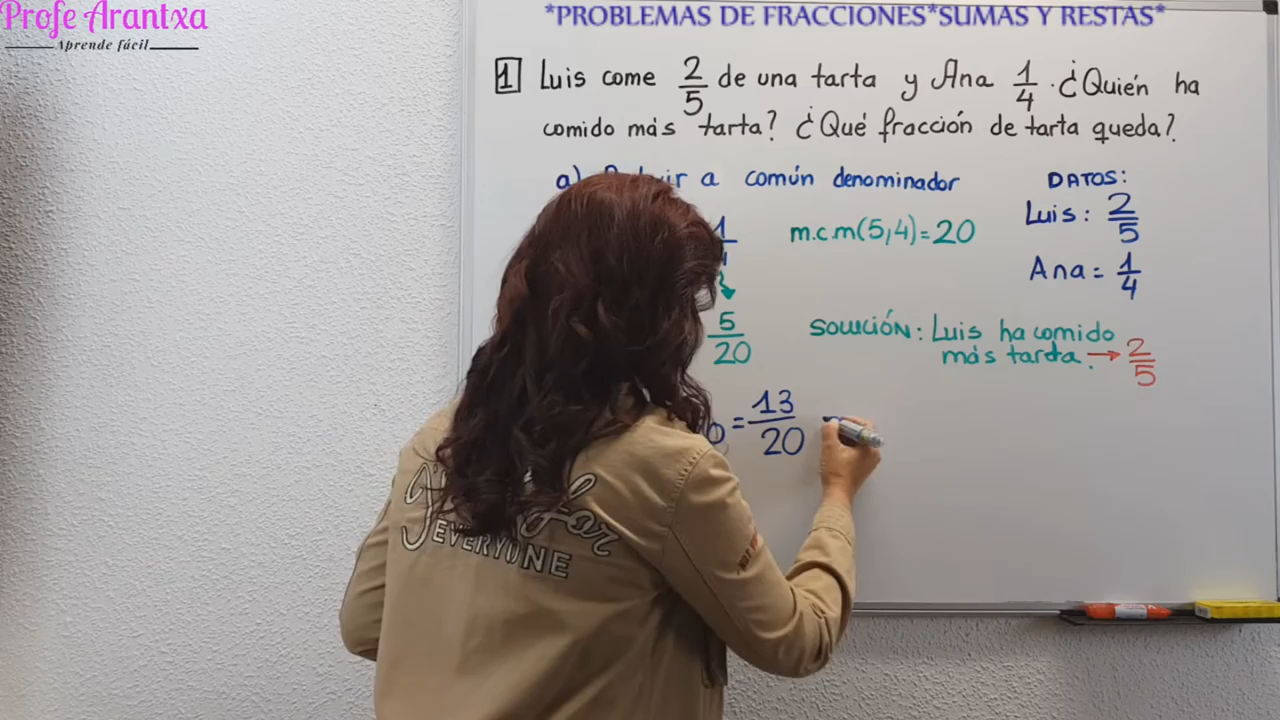 Profe Arantxa
Aprende fácil
*PROBLEMAS DE FRACCIONES*SUMAS Y RESTAS*
1 Luis come 2/5 de una tarta y Ana 1/4. ¿Quién ha
comido más tarta? ¿Qué fracción de tarta queda?
a) a común denominador
DATOS:
m.c.m(5,4)=20
Luis: 2/5
Ana = 1/4
5/20
SOLUCIÓN: Luis ha comido
más tarta. → 2/5
= 13/20
EVERYONE